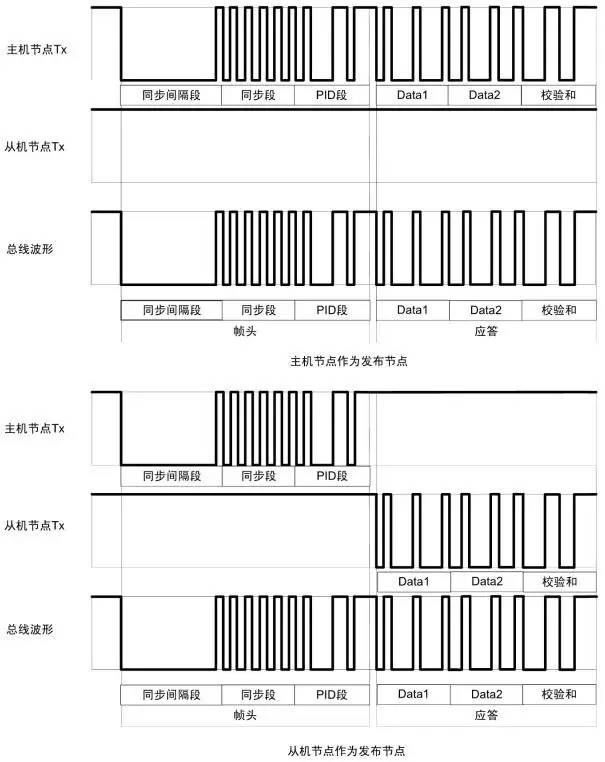 主机节点Tx
同步间隔段 同步段 PID段 Data1 Data2 校验和
从机节点Tx
总线波形
同步间隔段 同步段 PID段 Data1 Data2 校验和
帧头 应答
主机节点作为发布节点
主机节点Tx
同步间隔段 同步段 PID段
从机节点Tx
Data1 Data2 校验和
总线波形
同步间隔段 同步段 PID段 Data1 Data2 校验和
帧头 应答
从机节点作为发布节点